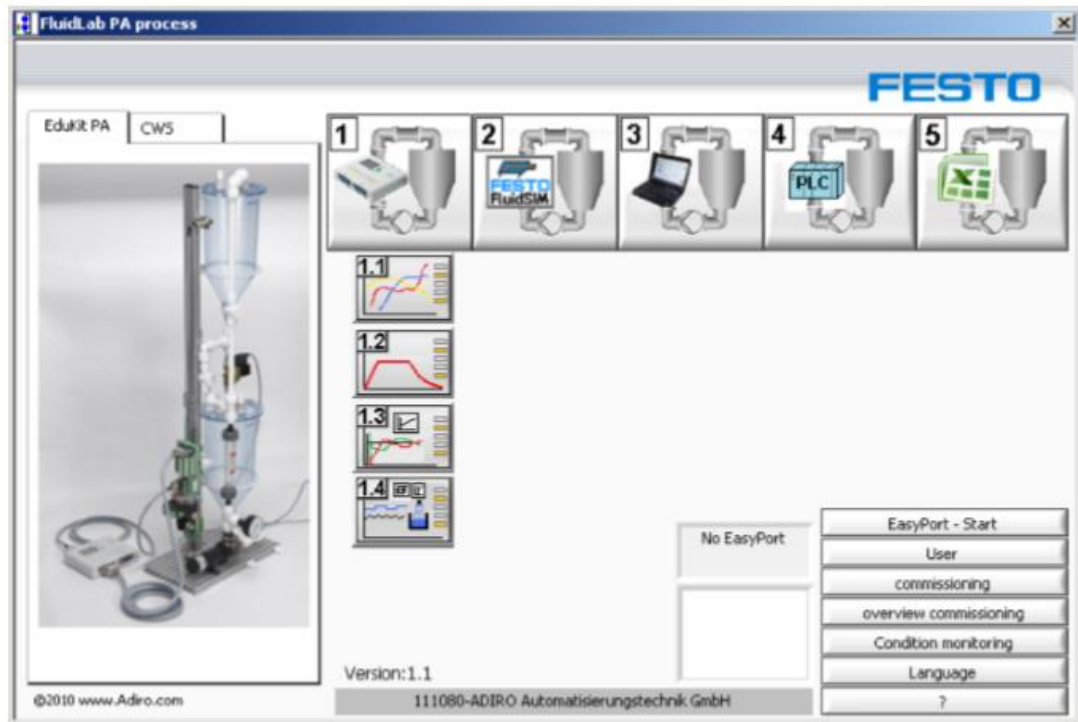 FluidLab PA process
FESTO
EduKit PA
CWS
1
2
3
4
5
FESTO
FluidSIM
PLC
X
1.1
1.2
1.3
1.4
No EasyPort
EasyPort - Start
User
commissioning
overview commissioning
Condition monitoring
Language
?
Version:1.1
©2010 www.Adiro.com
111080-ADIRO Automatisierungstechnik GmbH